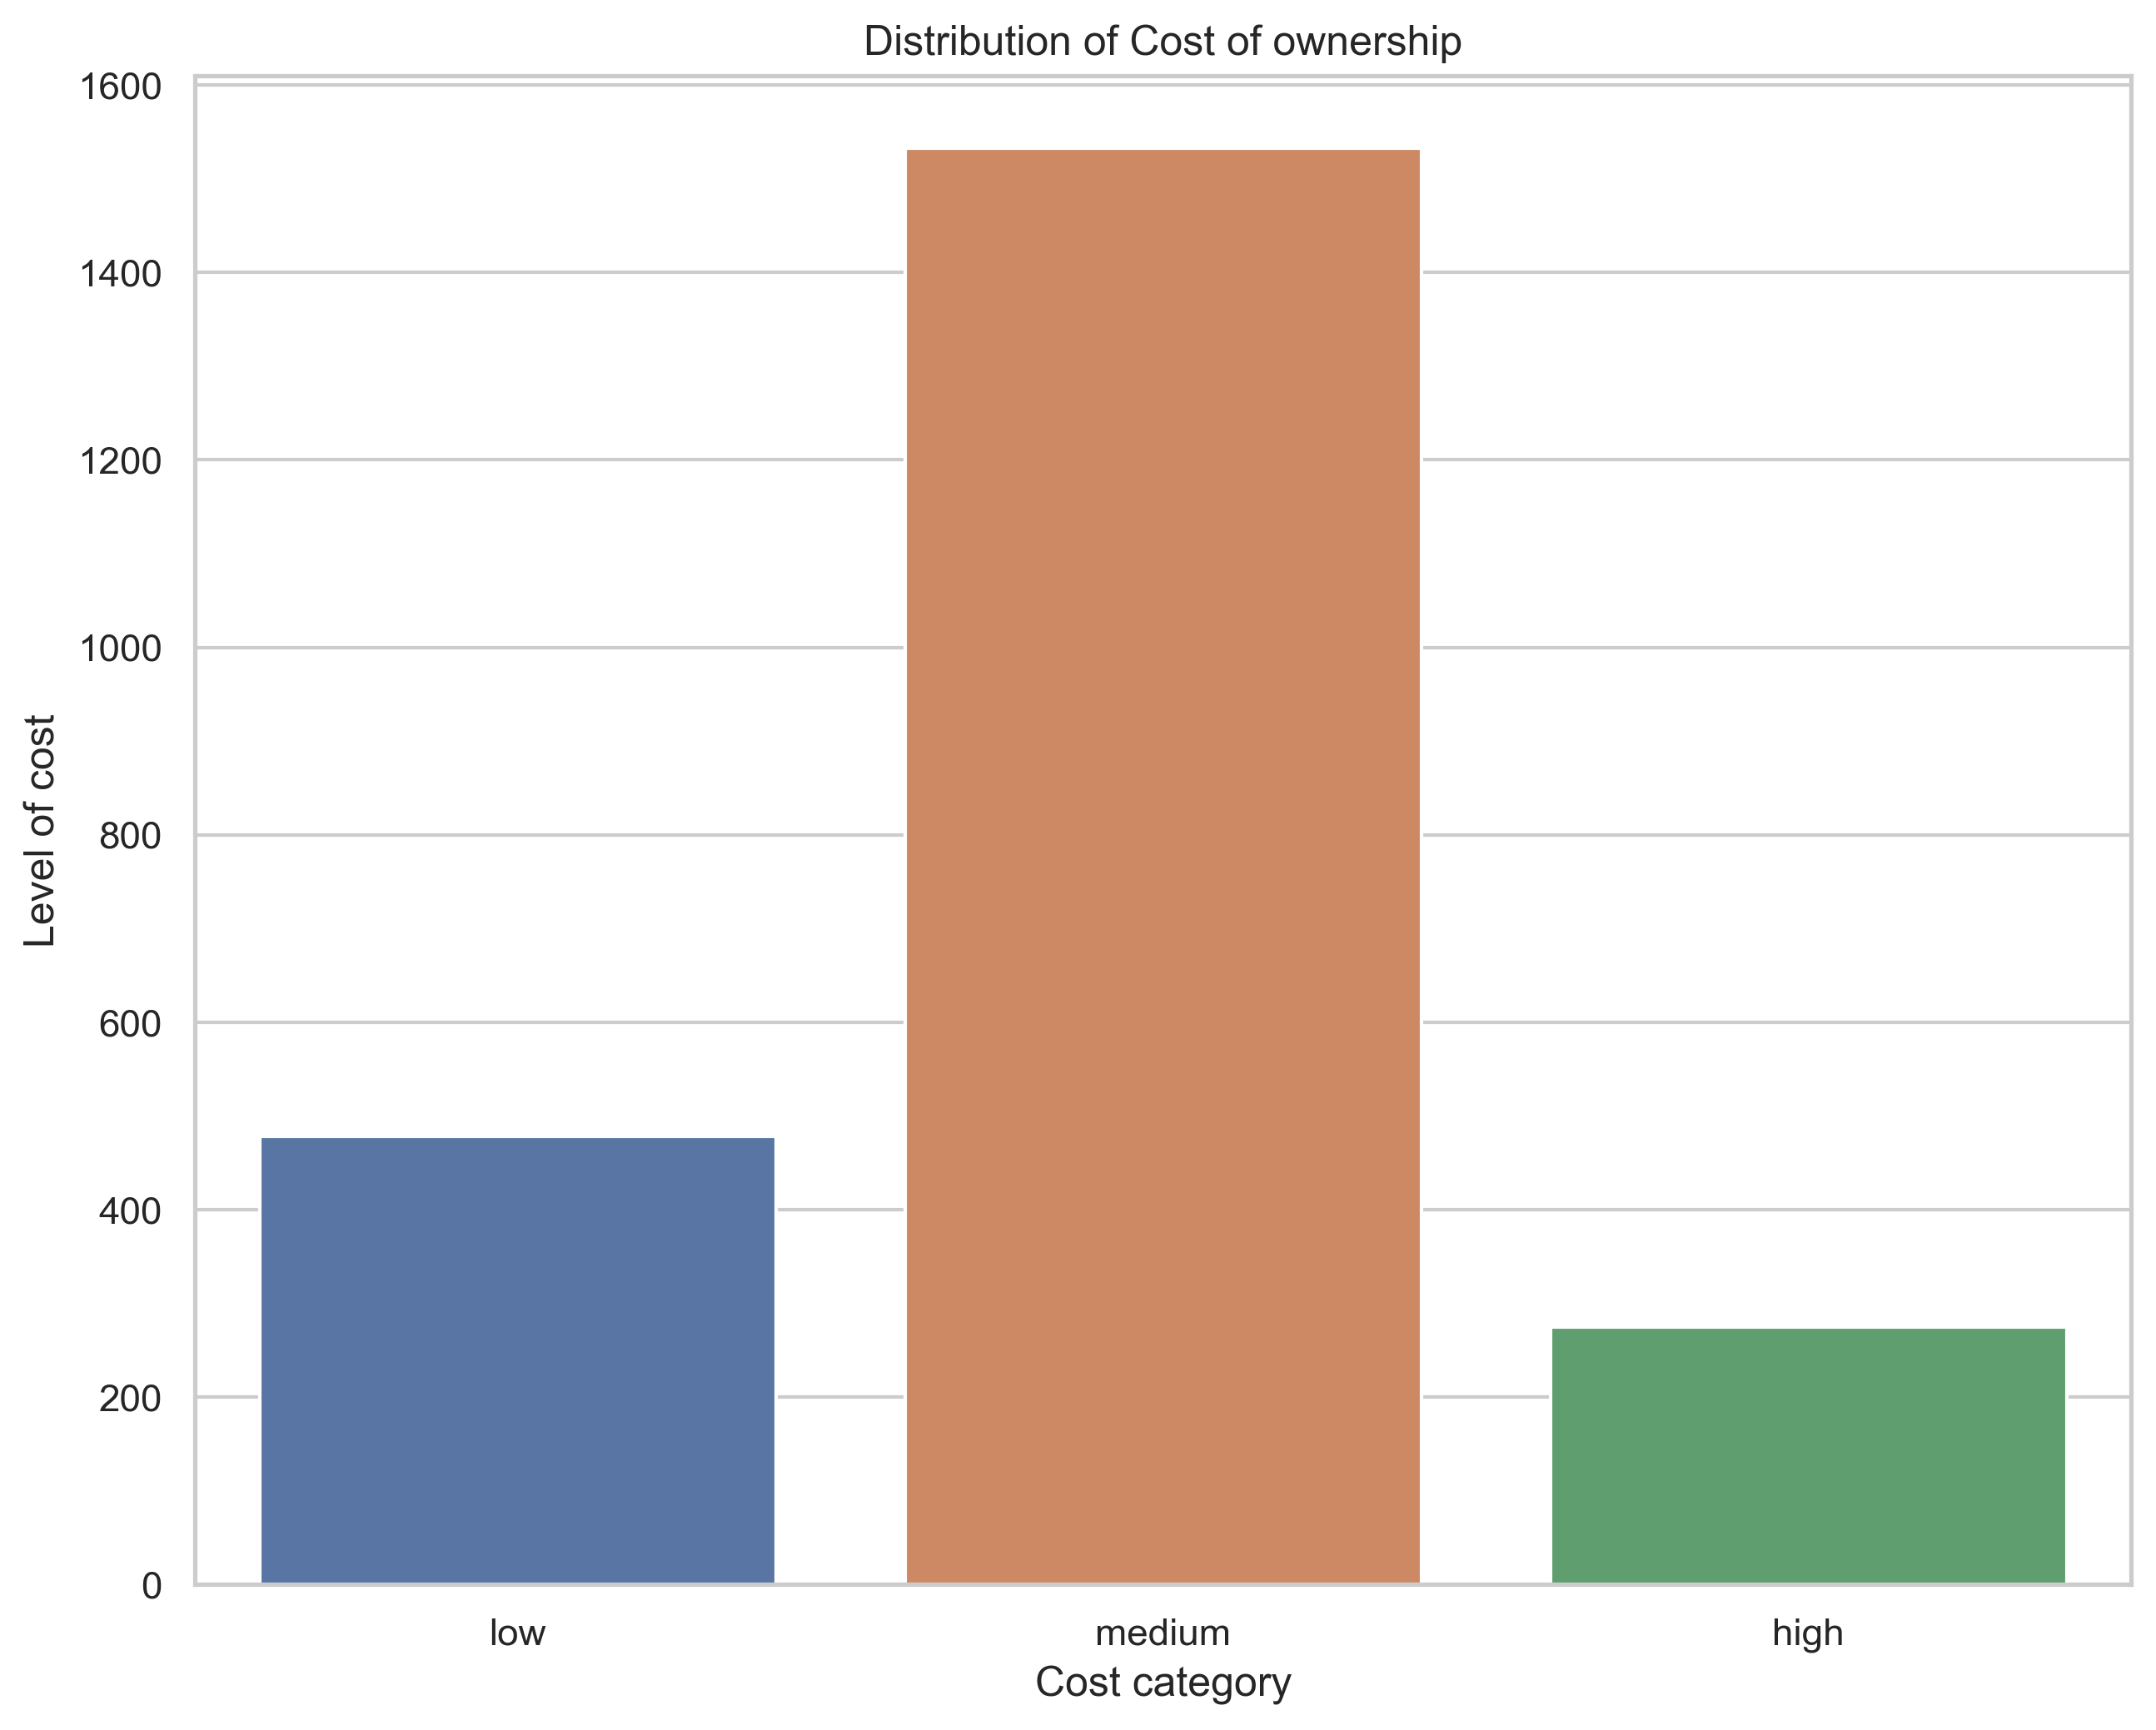 Distribution of Cost of ownership
1600
1400
1200
1000
800
600
400
200
0
Level of cost
low medium high
Cost category